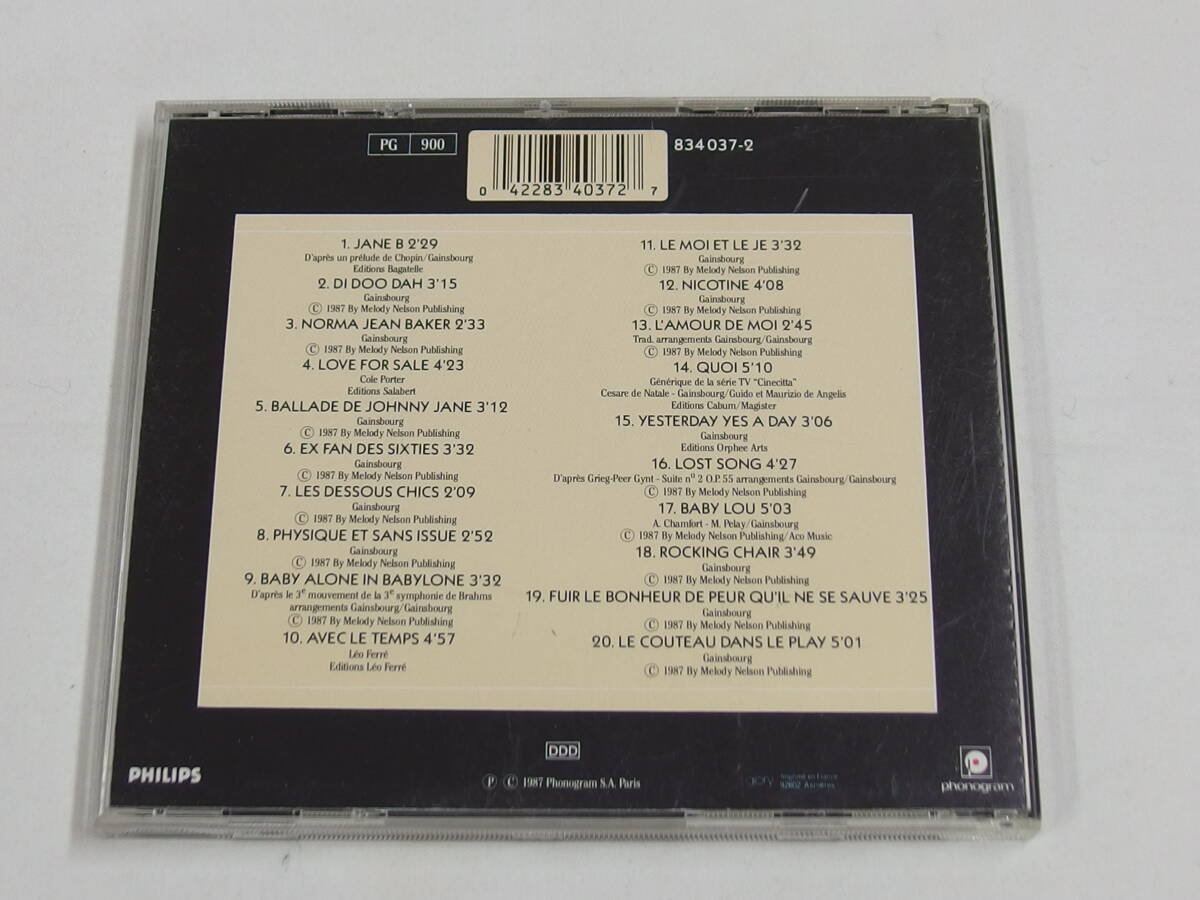 PG 900
834 037-2
0 42283 40372 7
1. JANE B 2'29
D'après un prélude de Chopin/Gainsbourg
Editions Bagatelle
2. DI DOO DAH 3'15
Gainsbourg
© 1987 By Melody Nelson Publishing
3. NORMA JEAN BAKER 2'33
Gainsbourg
© 1987 By Melody Nelson Publishing
4. LOVE FOR SALE 4'23
Cole Porter
Editions Salabert
5. BALLADE DE JOHNNY JANE 3'12
Gainsbourg
© 1987 By Melody Nelson Publishing
6. EX FAN DES SIXTIES 3'32
Gainsbourg
© 1987 By Melody Nelson Publishing
7. LES DESSOUS CHICS 2'09
Gainsbourg
© 1987 By Melody Nelson Publishing
8. PHYSIQUE ET SANS ISSUE 2'52
Gainsbourg
© 1987 By Melody Nelson Publishing
9. BABY ALONE IN BABYLONE 3'32
D'après le 3e mouvement de la 3e symphonie de Brahms
arrangements Gainsbourg/Gainsbourg
© 1987 By Melody Nelson Publishing
10. AVEC LE TEMPS 4'57
Léo Ferré
Editions Léo Ferré
11. LE MOI ET LE JE 3'32
Gainsbourg
© 1987 By Melody Nelson Publishing
12. NICOTINE 4'08
Gainsbourg
© 1987 By Melody Nelson Publishing
13. L'AMOUR DE MOI 2'45
Trad. arrangements Gainsbourg/Gainsbourg
© 1987 By Melody Nelson Publishing
14. QUOI 5'10
Générique de la série TV "Cinecitta"
Cesare de Natale - Gainsbourg/Guido et Maurizio de Angelis
Editions Cabum/Magister
15. YESTERDAY YES A DAY 3'06
Gainsbourg
Editions Orphee Arts
16. LOST SONG 4'27
D'après Grieg-Peer Gynt - Suite no 2 O.P. 55 arrangements Gainsbourg/Gainsbourg
© 1987 By Melody Nelson Publishing
17. BABY LOU 5'03
A. Chamfort - M. Pelay/Gainsbourg
© 1987 By Melody Nelson Publishing/Aco Music
18. ROCKING CHAIR 3'49
Gainsbourg
© 1987 By Melody Nelson Publishing
19. FUIR LE BONHEUR DE PEUR QU'IL NE SE SAUVE 3'25
Gainsbourg
© 1987 By Melody Nelson Publishing
20. LE COUTEAU DANS LE PLAY 5'01
Gainsbourg
© 1987 By Melody Nelson Publishing
DDD
PHILIPS
℗ © 1987 Phonogram S.A. Paris
Imprimé en France
92602 Asnières
phonogram